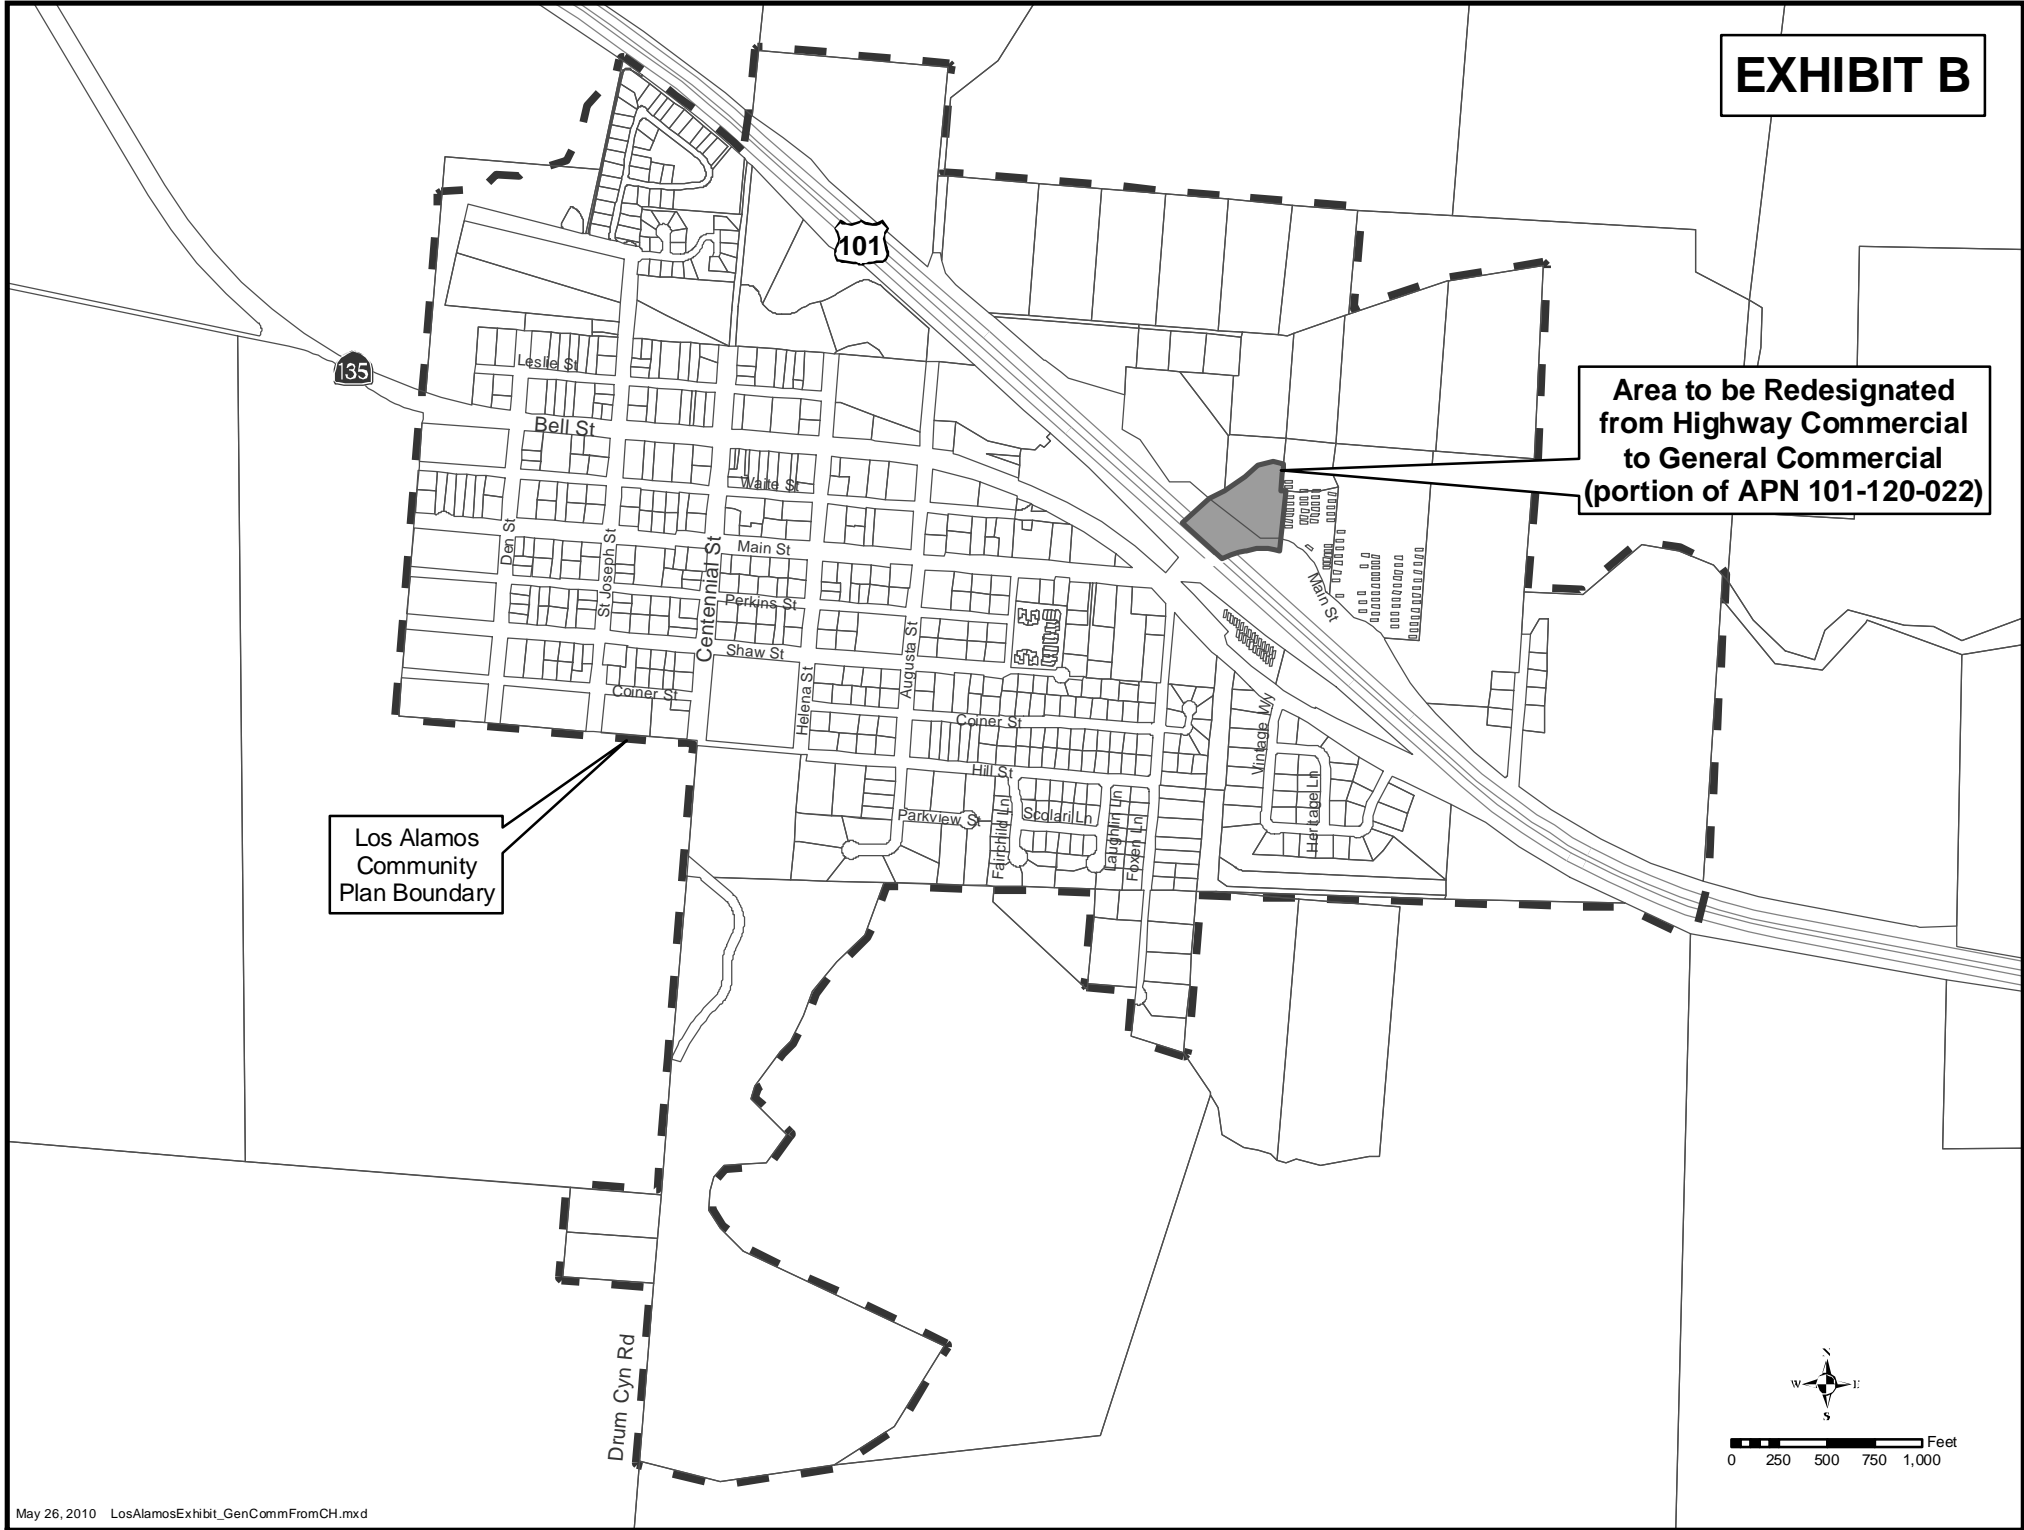 EXHIBIT B
101
135
Leslie St
Bell St
Area to be Redesignated
from Highway Commercial
to General Commercial
(portion of APN 101-120-022)
Waite St
Den St
St Joseph St
Centennial St
Main St
Main St
Perkins St
Shaw St
Augusta St
Helena St
Coiner St
Coiner St
Vintage Wy
Hill St
Heritage Ln
Parkview St
Fairchild Ln
Scolari Ln
Laughlin Ln
Foxen Ln
Los Alamos
Community
Plan Boundary
Drum Cyn Rd
N
W
E
S
Feet
0 250 500 750 1,000
May 26, 2010 LosAlamosExhibit_GenCommFromCH.mxd